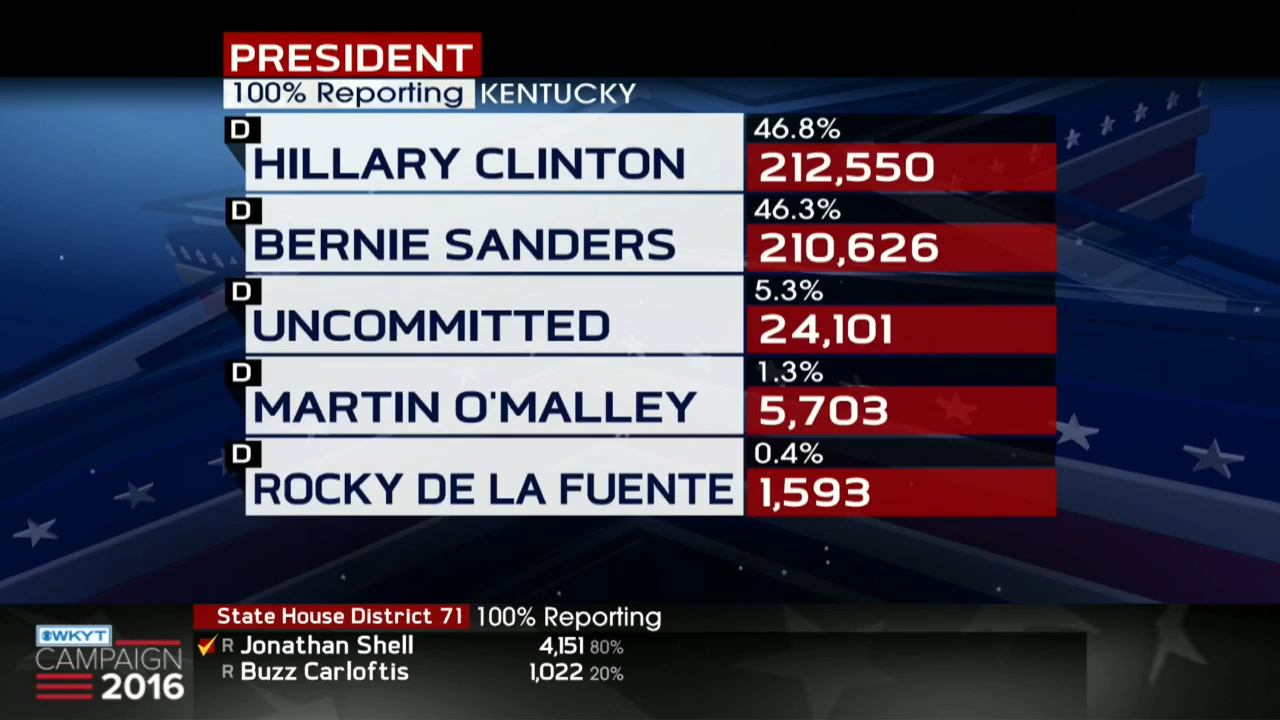 PRESIDENT
100% Reporting KENTUCKY
D 46.8%
HILLARY CLINTON 212,550
D 46.3%
BERNIE SANDERS 210,626
D 5.3%
UNCOMMITTED 24,101
D 1.3%
MARTIN O'MALLEY 5,703
D 0.4%
ROCKY DE LA FUENTE 1,593
State House District 71 100% Reporting
R Jonathan Shell 4,151 80%
R Buzz Carloftis 1,022 20%
WKYT
CAMPAIGN
2016